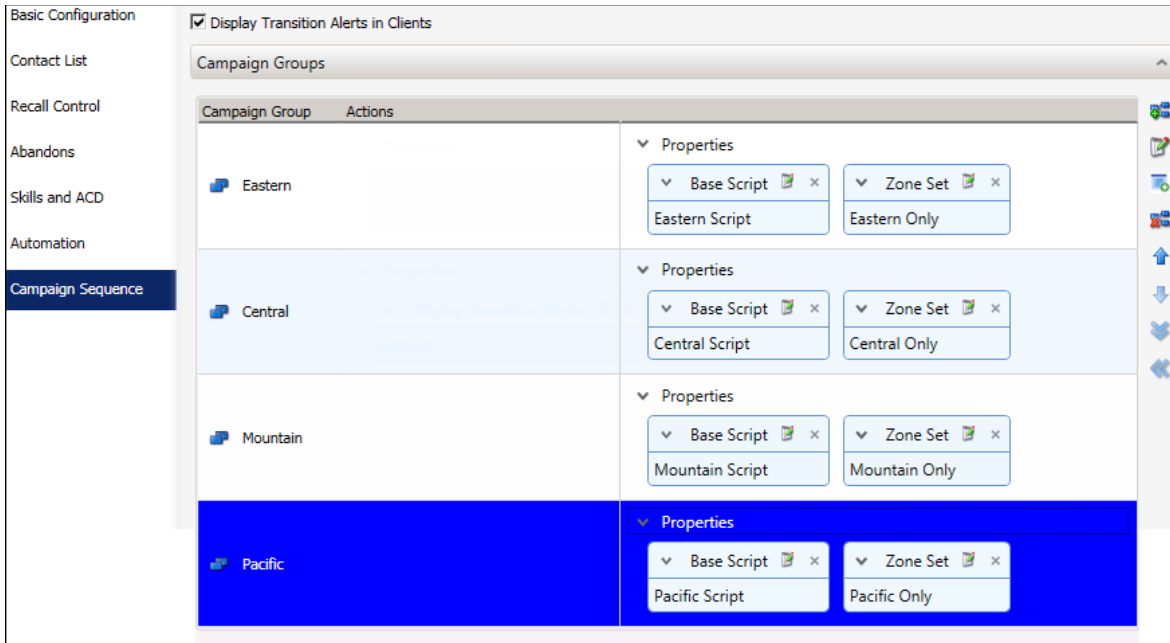 Basic Configuration
Display Transition Alerts in Clients
Contact List
Campaign Groups
Recall Control
Campaign Group Actions
Abandons
Skills and ACD
Automation
Campaign Sequence
Properties
Eastern
Base Script Zone Set
Eastern Script Eastern Only
Properties
Central
Base Script Zone Set
Central Script Central Only
Properties
Mountain
Base Script Zone Set
Mountain Script Mountain Only
Properties
Pacific
Base Script Zone Set
Pacific Script Pacific Only